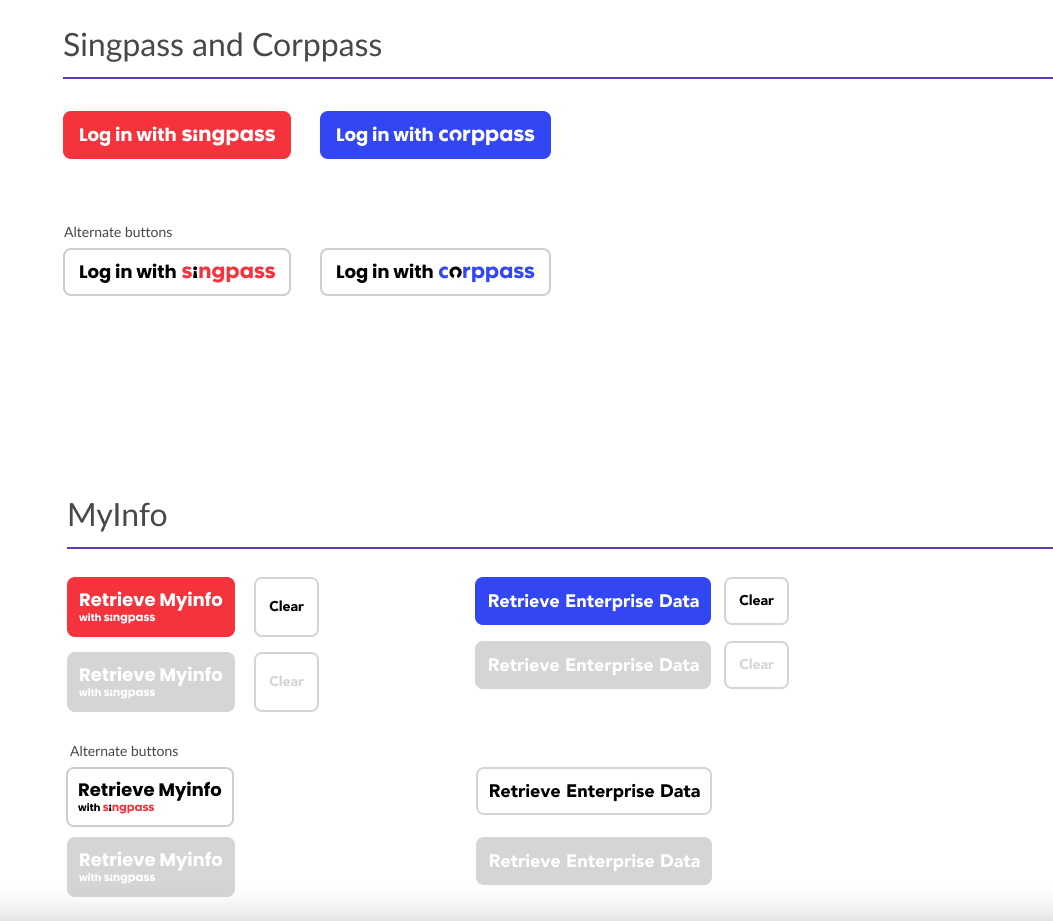 Singpass and Corppass
Log in with singpass
Log in with corppass
Alternate buttons
Log in with singpass
Log in with corppass
MyInfo
Retrieve Myinfo
with singpass
Clear
Retrieve Enterprise Data
Clear
Retrieve Myinfo
with singpass
Clear
Retrieve Enterprise Data
Clear
Alternate buttons
Retrieve Myinfo
with singpass
Retrieve Enterprise Data
Retrieve Myinfo
with singpass
Retrieve Enterprise Data